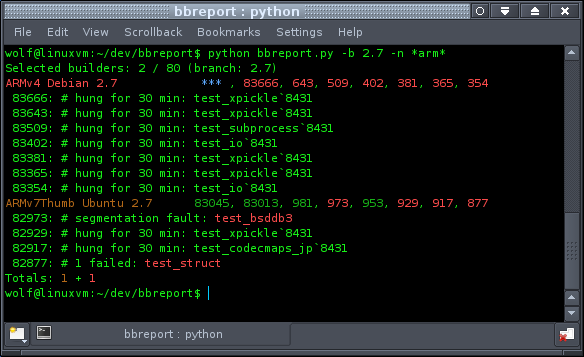 bbreport : python
File Edit View Scrollback Bookmarks Settings Help
wolf@linuxvm:~/dev/bbreport$ python bbreport.py -b 2.7 -n *arm*
Selected builders: 2 / 80 (branch: 2.7)
ARMv4 Debian 2.7 *** , 83666, 643, 509, 402, 381, 365, 354
83666: # hung for 30 min: test_xpickle`8431
83643: # hung for 30 min: test_xpickle`8431
83509: # hung for 30 min: test_subprocess`8431
83402: # hung for 30 min: test_io`8431
83381: # hung for 30 min: test_xpickle`8431
83365: # hung for 30 min: test_xpickle`8431
83354: # hung for 30 min: test_io`8431
ARMv7Thumb Ubuntu 2.7 83045, 83013, 981, 973, 953, 929, 917, 877
82973: # segmentation fault: test_bsddb3
82929: # hung for 30 min: test_xpickle`8431
82917: # hung for 30 min: test_codecmaps_jp`8431
82877: # 1 failed: test_struct
Totals: 1 + 1
wolf@linuxvm:~/dev/bbreport$
bbreport : python